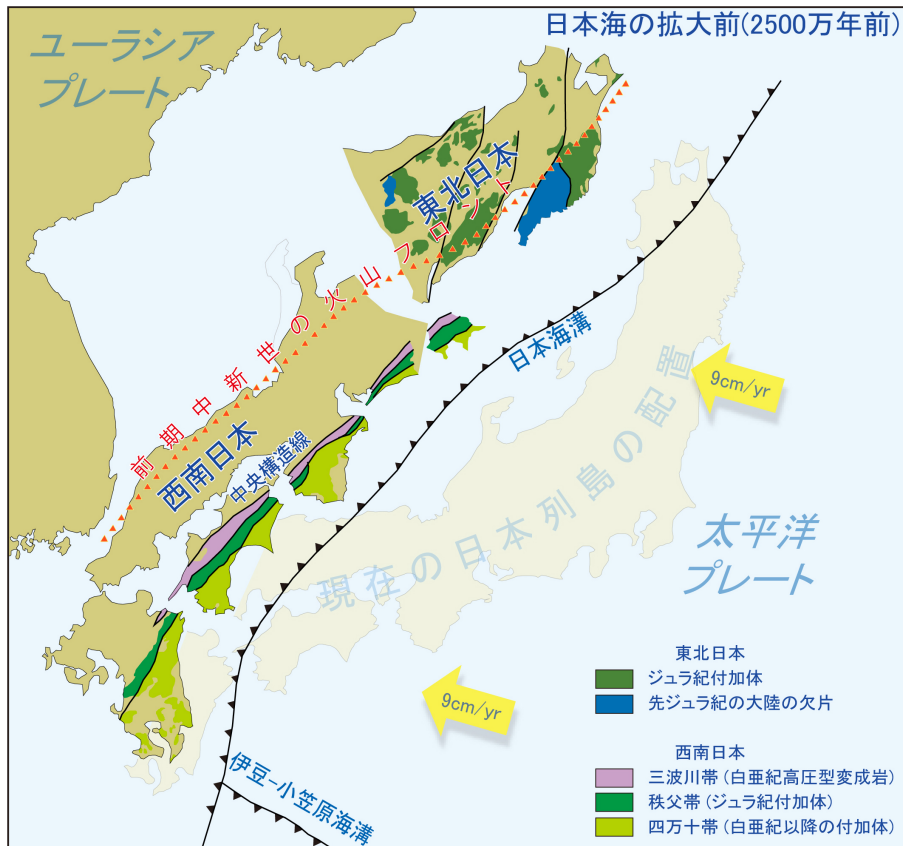 日本海の拡大前(2500万年前)
ユーラシア
プレート
東北日本
前期中新世の火山フロント
日本海溝
9cm/yr
西南日本
中央構造線
現在の日本列島の配置
太平洋
プレート
9cm/yr
伊豆-小笠原海溝
東北日本
ジュラ紀付加体
先ジュラ紀の大陸の欠片
西南日本
三波川帯(白亜紀高圧型変成岩)
秩父帯(ジュラ紀付加体)
四万十帯(白亜紀以降の付加体)